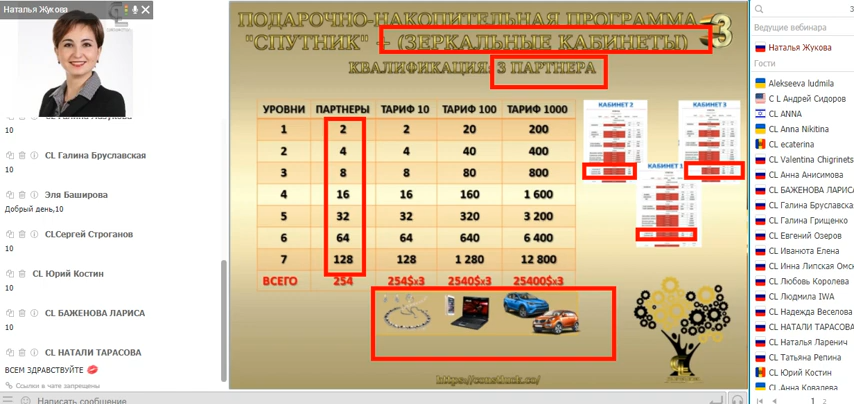 Наталья Жукова
10
CL Галина Бруславская
10
Эля Баширова
Добрый день,10
CLСергей Строганов
10
CL Юрий Костин
10
CL БАЖЕНОВА ЛАРИСА
10
CL НАТАЛИ ТАРАСОВА
ВСЕМ ЗДРАВСТВУЙТЕ
Ссылки в чате запрещены
Написать сообщение
ПОДАРОЧНО-НАКОПИТЕЛЬНАЯ ПРОГРАММА
"СПУТНИК" – (ЗЕРКАЛЬНЫЕ КАБИНЕТЫ)
3
КВАЛИФИКАЦИЯ: 3 ПАРТНЕРА
УРОВНИ ПАРТНЕРЫ ТАРИФ 10 ТАРИФ 100 ТАРИФ 1000
1 2 2 20 200
2 4 4 40 400
3 8 8 80 800
4 16 16 160 1 600
5 32 32 320 3 200
6 64 64 640 6 400
7 128 128 1 280 12 800
ВСЕГО 254 254$x3 2540$x3 25400$x3
КАБИНЕТ 2
КАБИНЕТ 3
КАБИНЕТ 1
Ведущие вебинара
Наталья Жукова
Гости
Alekseeva ludmila
C L Андрей Сидоров
CL ANNA
CL Anna Nikitina
CL ecaterina
CL Valentina Chigrinets
CL Анна Анисимова
CL БАЖЕНОВА ЛАРИС
CL Галина Бруславска
CL Галина Грищенко
CL Евгений Озеров
CL Иванюта Елена
CL Инна Липская Омс
CL Любовь Королева
CL Людмила IWA
CL Надежда Веселова
CL НАТАЛИ ТАРАСОВА
CL Наталья Ларенич
CL Татьяна Репина
CL Юрий Костин
CL Анна Ковалева
1 2